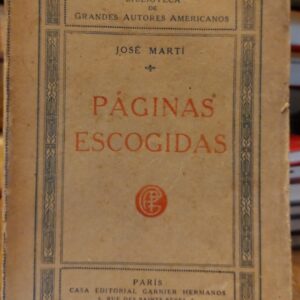 BIBLIOTECA
DE
GRANDES AUTORES AMERICANOS
JOSÉ MARTÍ
PÁGINAS
ESCOGIDAS
PARÍS
CASA EDITORIAL GARNIER HERMANOS